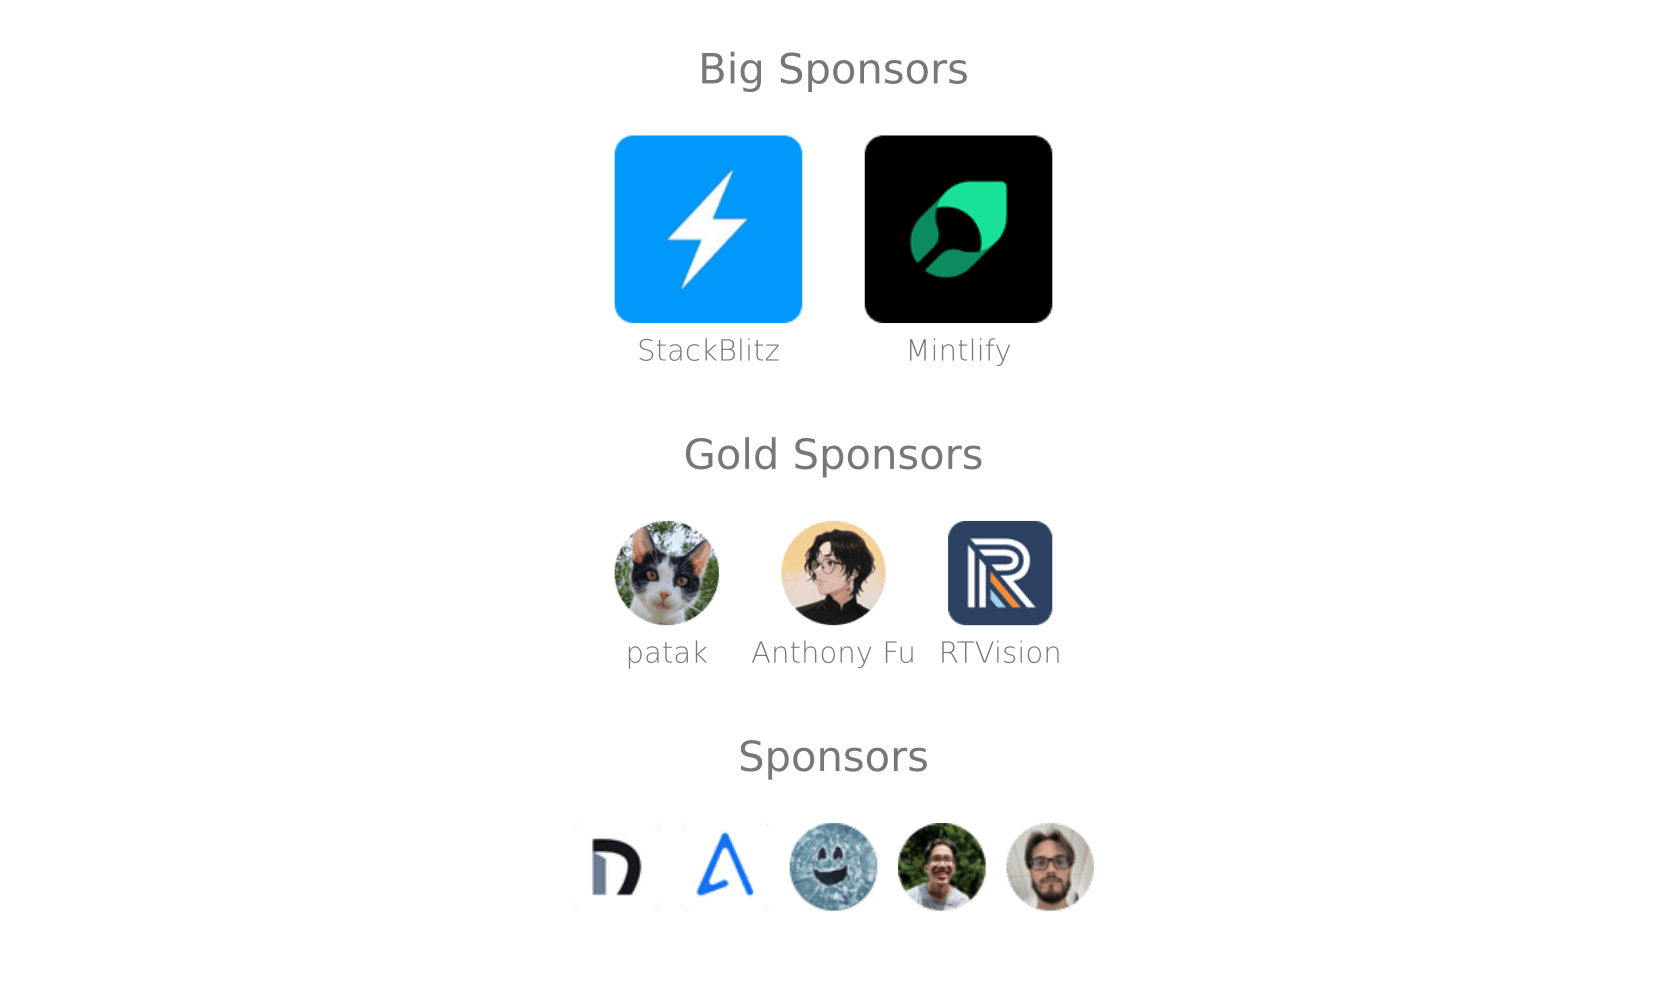 Big Sponsors
StackBlitz
Mintlify
Gold Sponsors
patak
Anthony Fu
RTVision
Sponsors